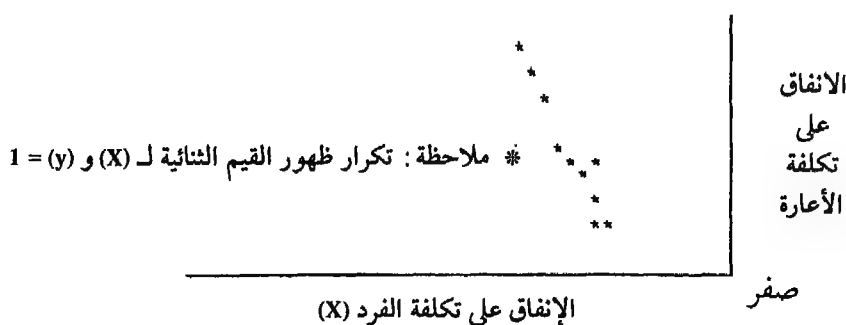 الانفاق
على
تكلفة
الأعارة
※ ملاحظة : تكرار ظهور القيم الثنائية لـ (X) و (y) = 1
صفر
الإنفاق على تكلفة الفرد (X)